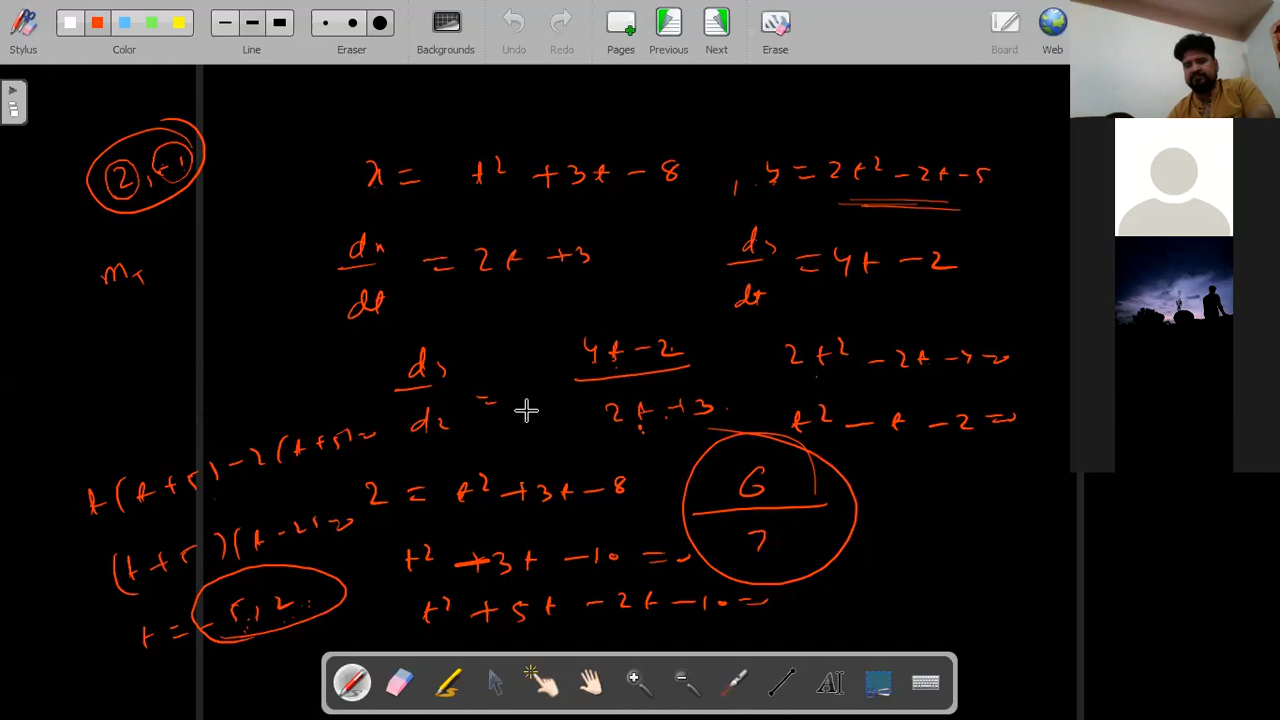 Stylus Color Line Eraser Backgrounds Undo Redo Pages Previous Next Erase Board Web
2, -1
x = t² + 3t - 8 , y = 2t² - 2t - 5
dx/dt = 2t + 3 dy/dt = 4t - 2
m_T
dy/dx = 4t - 2 / 2t + 3
2t² - 2t - 4 = 0
t² - t - 2 = 0
2 = t² + 3t - 8
6/7
t² + 3t - 10 = 0
t² + 5t - 2t - 10 = 0
t(t + 5) - 2(t + 5) =
(t + 5)(t - 2) = 0
t = -5, 2
AI